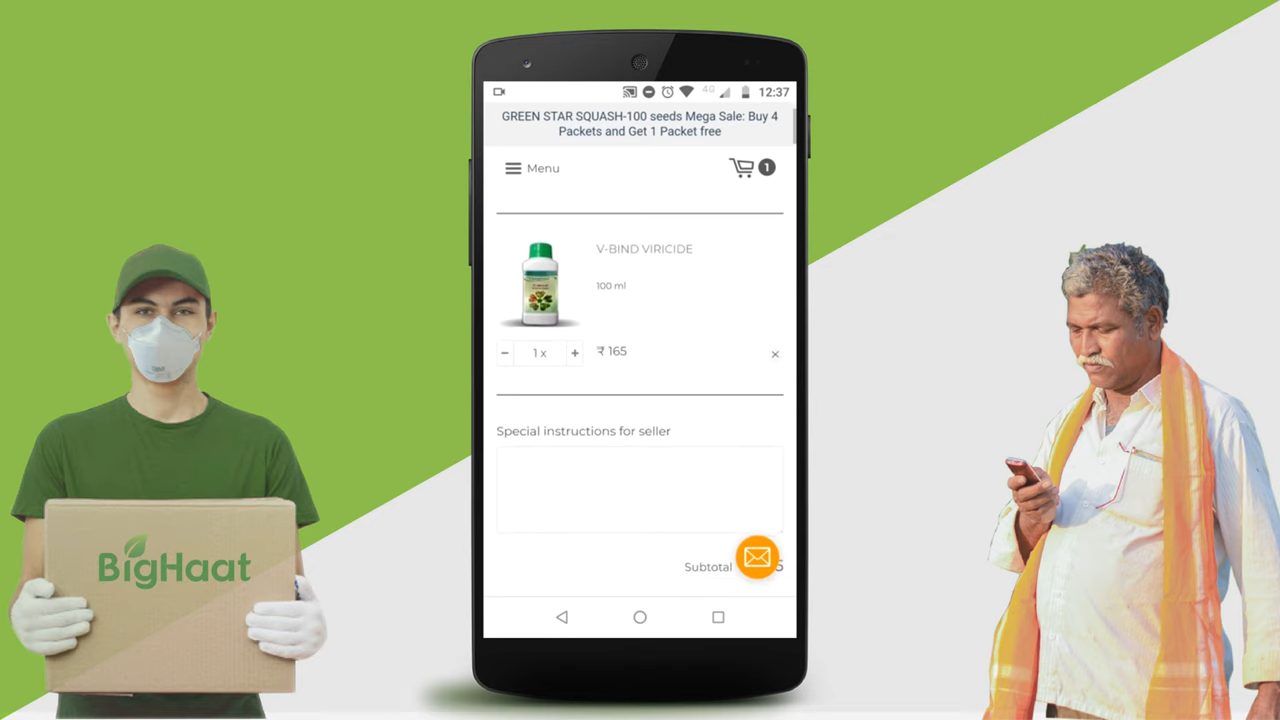 4G 12:37
GREEN STAR SQUASH-100 seeds Mega Sale: Buy 4
Packets and Get 1 Packet free
Menu
1
V-BIND VIRICIDE
100 ml
1 x
₹ 165
Special instructions for seller
Subtotal
BigHaat